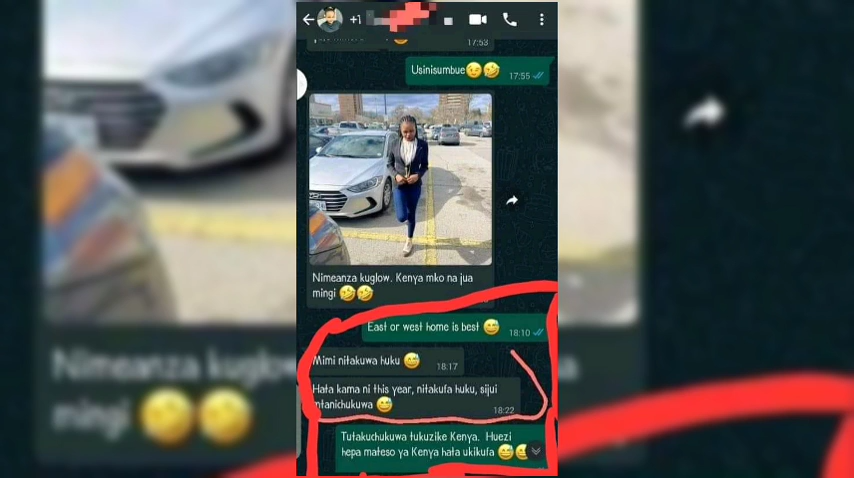 +1
17:53
Usinisumbue😉🤣
17:55
Nimeanza kuglow. Kenya mko na jua
mingi 🤣🤣
East or west home is best 😅
18:10
Mimi nitakuwa huku 😅
18:17
Hata kama ni this year, nitakufa huku, sijui
mtanichukuwa 😅
18:22
Tutakuchukuwa tukuzike Kenya. Huezi
hepa mateso ya Kenya hata ukikufa 😅😅
Nimeanza kuglow
mingi 🤣🤣